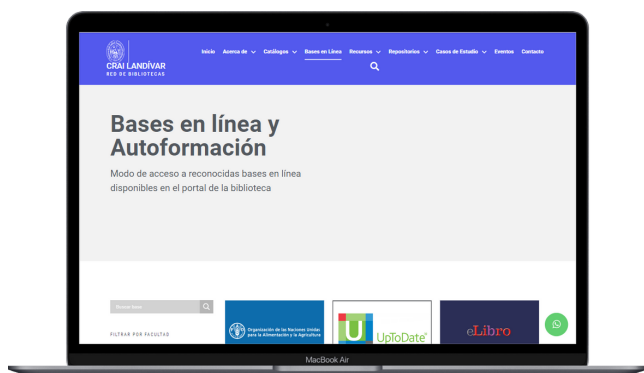 Inicio Acerca de Catálogos Bases en Línea Recursos Repositorios Casos de Estudio Eventos Contacto
CRAI LANDÍVAR
RED DE BIBLIOTECAS
Bases en línea y
Autoformación
Modo de acceso a reconocidas bases en línea
disponibles en el portal de la biblioteca
FILTRAR POR FACULTAD
Organización de las Naciones Unidas
para la Alimentación y la Agricultura
U UpToDate®
eLibro
MacBook Air